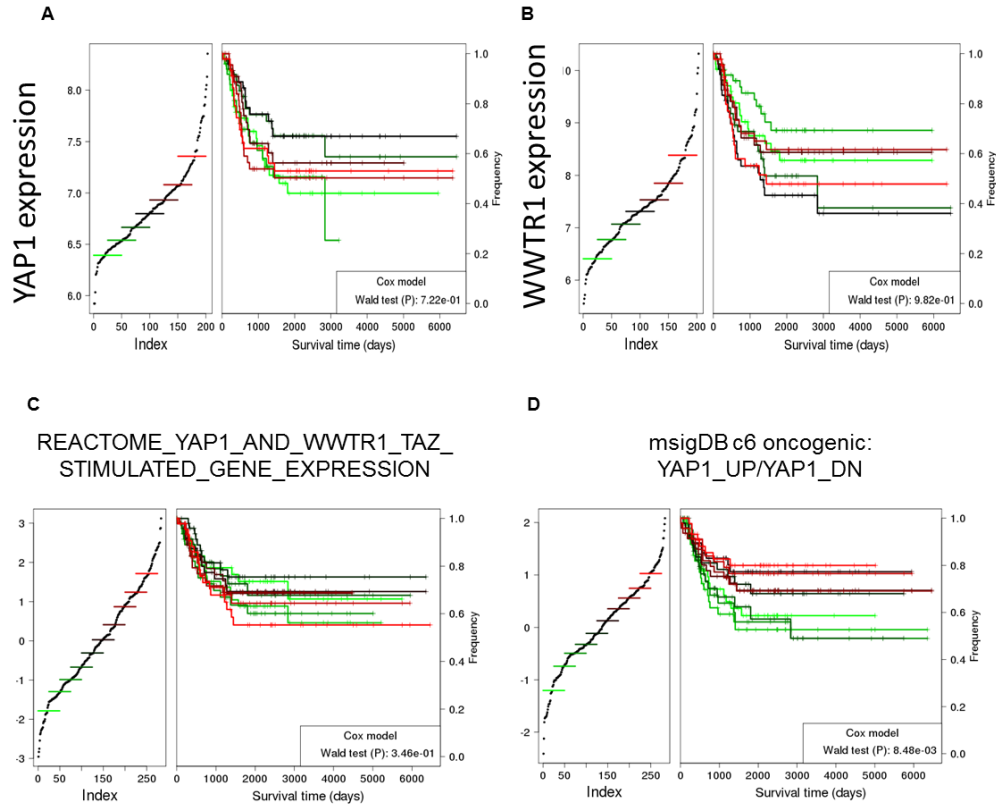 A
YAP1 expression
8.0
7.5
7.0
6.5
6.0
0 50 100 150 200
Index
1.0
0.8
0.6
0.4
0.2
0.0
Frequency
Cox model
Wald test (P): 7.22e-01
0 1000 2000 3000 4000 5000 6000
Survival time (days)
B
WWTR1 expression
10
9
8
7
6
0 50 100 150 200
Index
1.0
0.8
0.6
0.4
0.2
0.0
Frequency
Cox model
Wald test (P): 9.82e-01
0 1000 2000 3000 4000 5000 6000
Survival time (days)
C
REACTOME_YAP1_AND_WWTR1_TAZ_
STIMULATED_GENE_EXPRESSION
3
2
1
0
-1
-2
-3
0 50 150 250
Index
1.0
0.8
0.6
0.4
0.2
0.0
Frequency
Cox model
Wald test (P): 3.46e-01
0 1000 2000 3000 4000 5000 6000
Survival time (days)
D
msigDB c6 oncogenic:
YAP1_UP/YAP1_DN
2
1
0
-1
-2
0 50 150 250
Index
1.0
0.8
0.6
0.4
0.2
0.0
Frequency
Cox model
Wald test (P): 8.48e-03
0 1000 2000 3000 4000 5000 6000
Survival time (days)